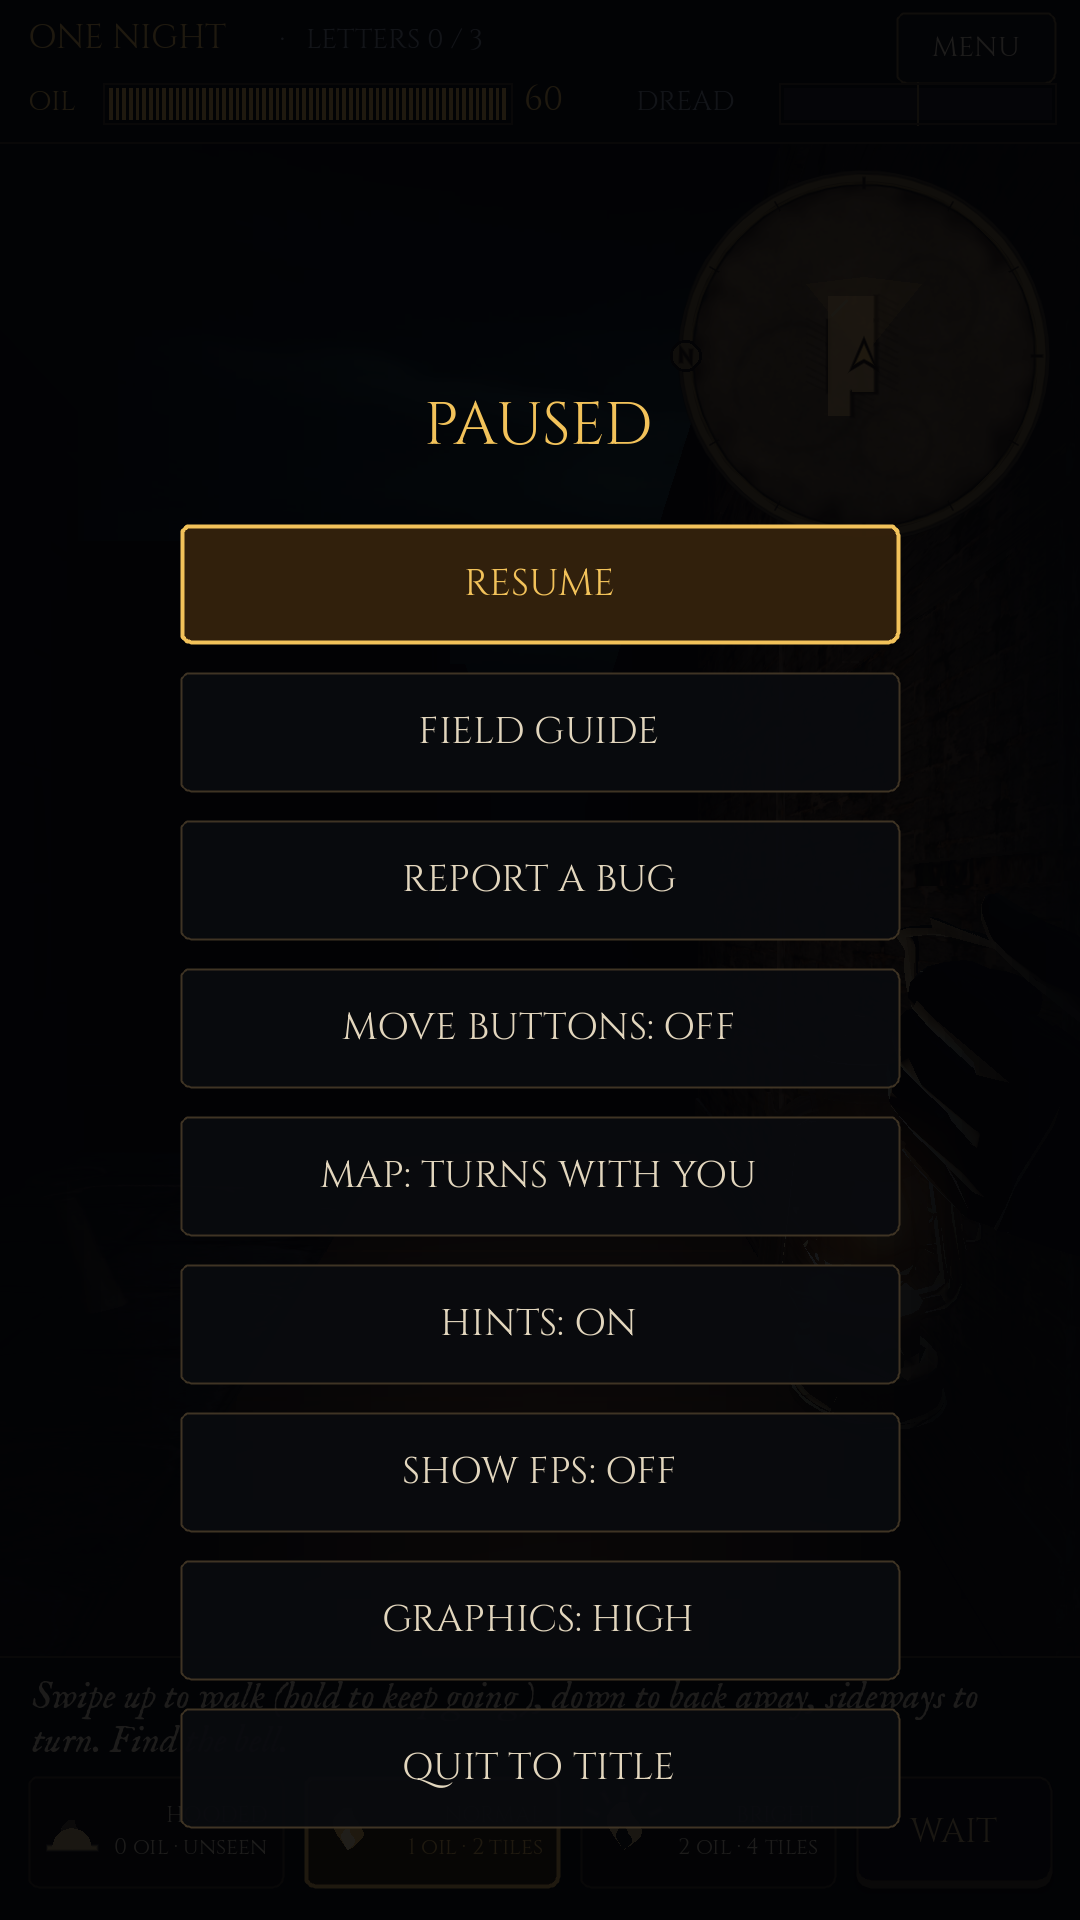 ONE NIGHT · LETTERS 0 / 3
MENU
OIL 60 DREAD
N
PAUSED
RESUME
FIELD GUIDE
REPORT A BUG
MOVE BUTTONS: OFF
MAP: TURNS WITH YOU
HINTS: ON
SHOW FPS: OFF
GRAPHICS: HIGH
Swipe up to walk (hold to keep going), down to back away, sideways to
turn. Find
QUIT TO TITLE
0 OIL · UNSEEN
1 OIL · 2 TILES
2 OIL · 4 TILES
WAIT